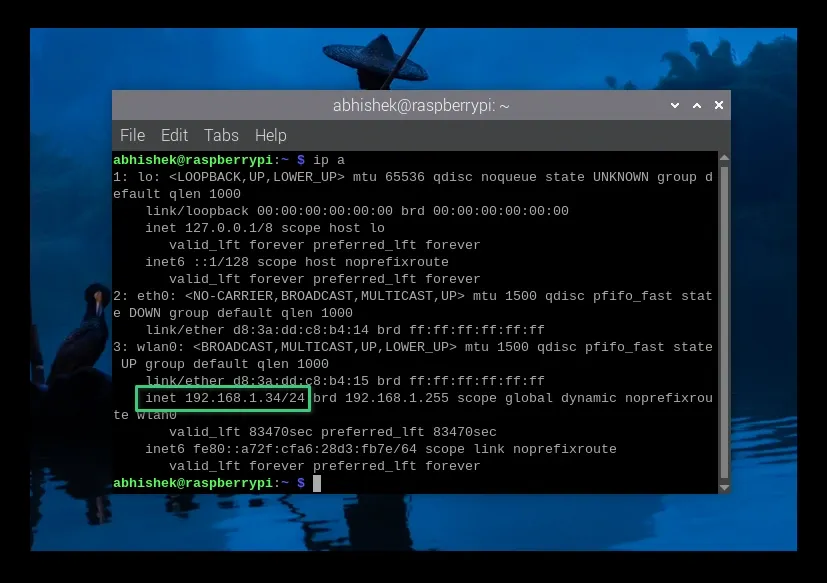 abhishek@raspberrypi: ~
File Edit Tabs Help
abhishek@raspberrypi:~ $ ip a
1: lo: <LOOPBACK,UP,LOWER_UP> mtu 65536 qdisc noqueue state UNKNOWN group d
efault qlen 1000
    link/loopback 00:00:00:00:00:00 brd 00:00:00:00:00:00
    inet 127.0.0.1/8 scope host lo
       valid_lft forever preferred_lft forever
    inet6 ::1/128 scope host noprefixroute
       valid_lft forever preferred_lft forever
2: eth0: <NO-CARRIER,BROADCAST,MULTICAST,UP> mtu 1500 qdisc pfifo_fast stat
e DOWN group default qlen 1000
    link/ether d8:3a:dd:c8:b4:14 brd ff:ff:ff:ff:ff:ff
3: wlan0: <BROADCAST,MULTICAST,UP,LOWER_UP> mtu 1500 qdisc pfifo_fast state
 UP group default qlen 1000
    link/ether d8:3a:dd:c8:b4:15 brd ff:ff:ff:ff:ff:ff
    inet 192.168.1.34/24 brd 192.168.1.255 scope global dynamic noprefixrou
te wlan0
       valid_lft 83470sec preferred_lft 83470sec
    inet6 fe80::a72f:cfa6:28d3:fb7e/64 scope link noprefixroute
       valid_lft forever preferred_lft forever
abhishek@raspberrypi:~ $